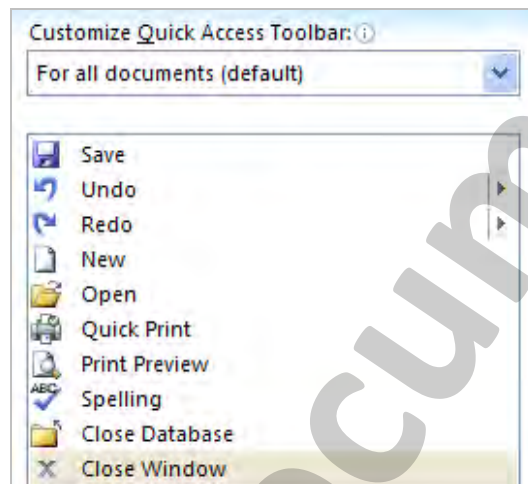 Customize Quick Access Toolbar:
For all documents (default)
Save
Undo
Redo
New
Open
Quick Print
Print Preview
ABC
Spelling
Close Database
Close Window